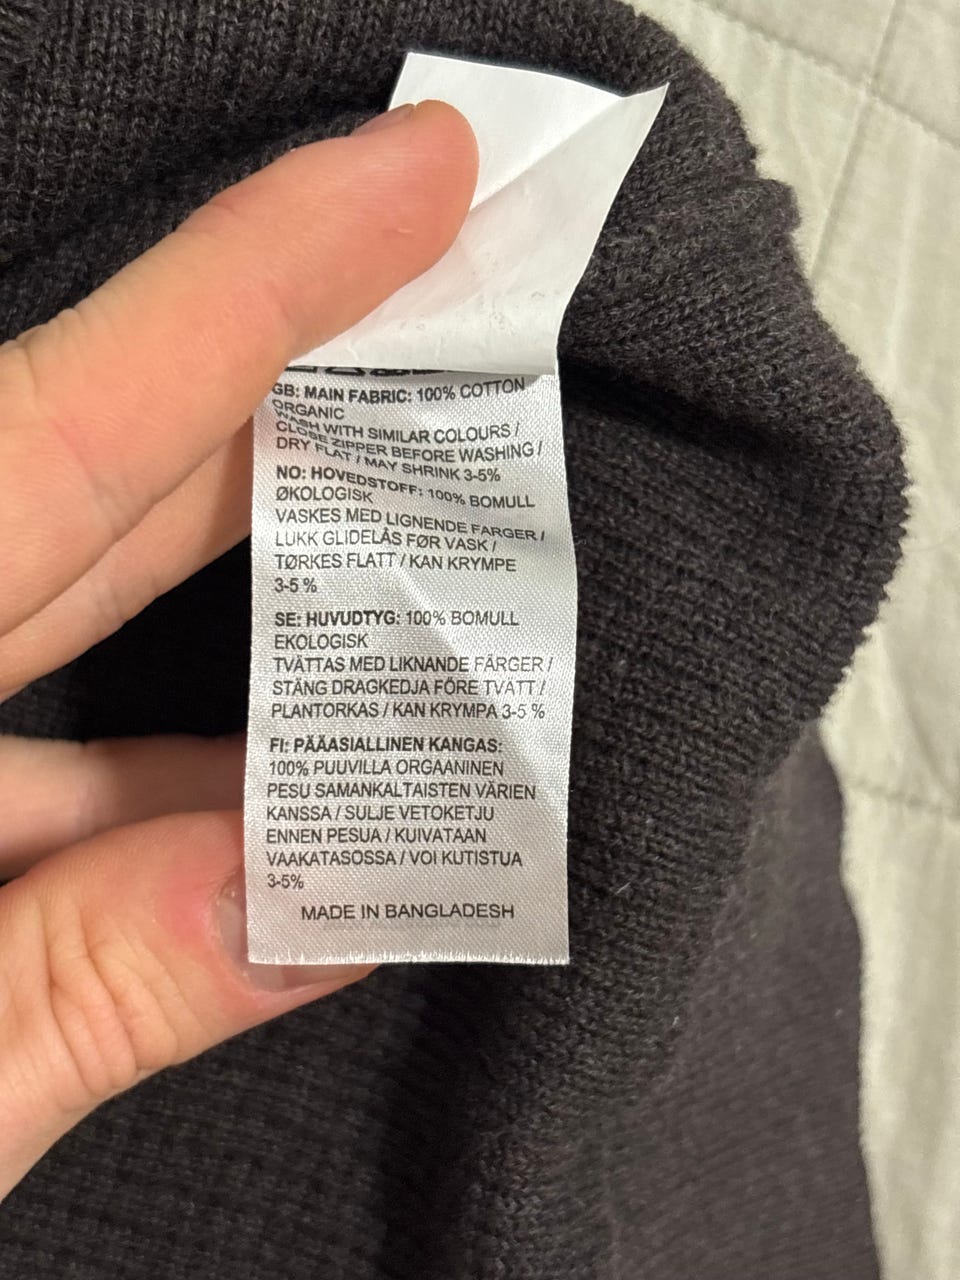 GB: MAIN FABRIC: 100% COTTON
ORGANIC
WASH WITH SIMILAR COLOURS /
CLOSE ZIPPER BEFORE WASHING /
DRY FLAT / MAY SHRINK 3-5%
NO: HOVEDSTOFF: 100% BOMULL
ØKOLOGISK
VASKES MED LIGNENDE FARGER /
LUKK GLIDELÅS FØR VASK /
TØRKES FLATT / KAN KRYMPE
3-5 %
SE: HUVUDTYG: 100% BOMULL
EKOLOGISK
TVÄTTAS MED LIKNANDE FÄRGER /
STÄNG DRAGKEDJA FÖRE TVÄTT /
PLANTORKAS / KAN KRYMPA 3-5 %
FI: PÄÄASIALLINEN KANGAS:
100% PUUVILLA ORGAANINEN
PESU SAMANKALTAISTEN VÄRIEN
KANSSA / SULJE VETOKETJU
ENNEN PESUA / KUIVATAAN
VAAKATASOSSA / VOI KUTISTUA
3-5%
MADE IN BANGLADESH